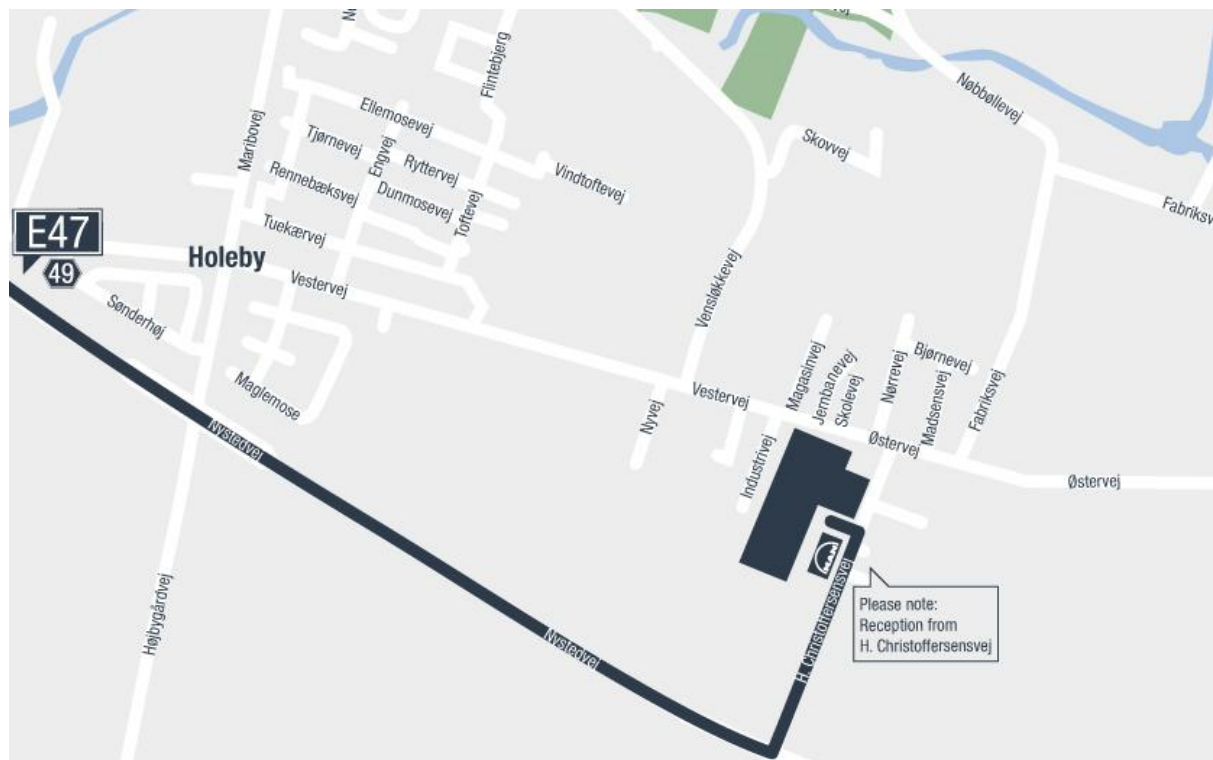 Nøbbøllevej
Flintebjerg
Ellemosevej
Maribovej
Tjørnevej
Engvej
Ryttervej
Skovvej
Vindtoftevej
Rennebæksvej
Dunmosevej
Toftevej
Fabriksv
E47
49
Tuekærvej
Holeby
Vestervej
Sønderhøj
Vensløkkevej
Maglemose
Vestervej
Magasinvej
Jernbanevej
Skolevej
Nørrevej
Bjørnevej
Madsensvej
Fabriksvej
Nyvej
Østervej
Nystedvej
Industrivej
Østervej
MAN
Højbygårdvej
Nystedvej
H. Christoffersensvej
Please note:
Reception from
H. Christoffersensvej